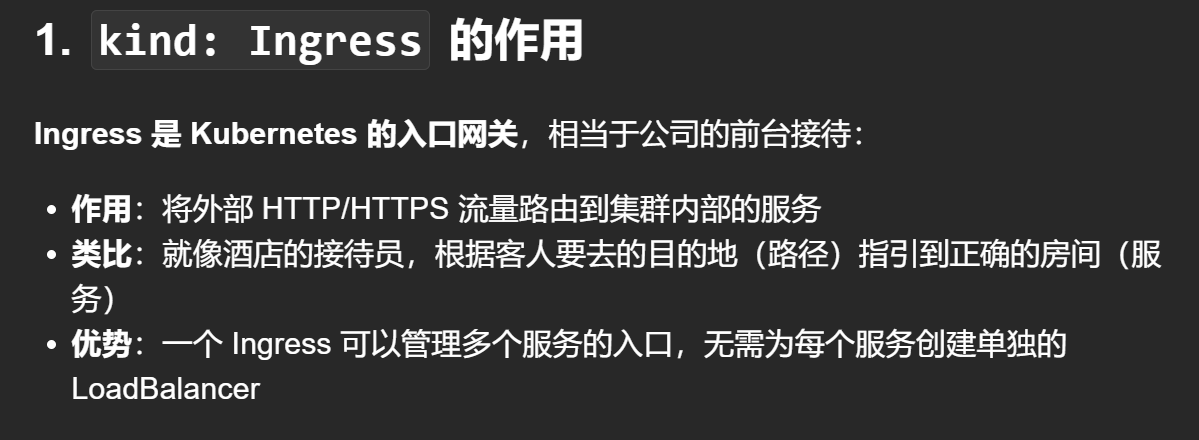 1. kind: Ingress 的作用
Ingress 是 Kubernetes 的入口网关，相当于公司的前台接待：
• 作用：将外部 HTTP/HTTPS 流量路由到集群内部的服务
• 类比：就像酒店的接待员，根据客人要去的目的地（路径）指引到正确的房间（服
务）
• 优势：一个 Ingress 可以管理多个服务的入口，无需为每个服务创建单独的
LoadBalancer